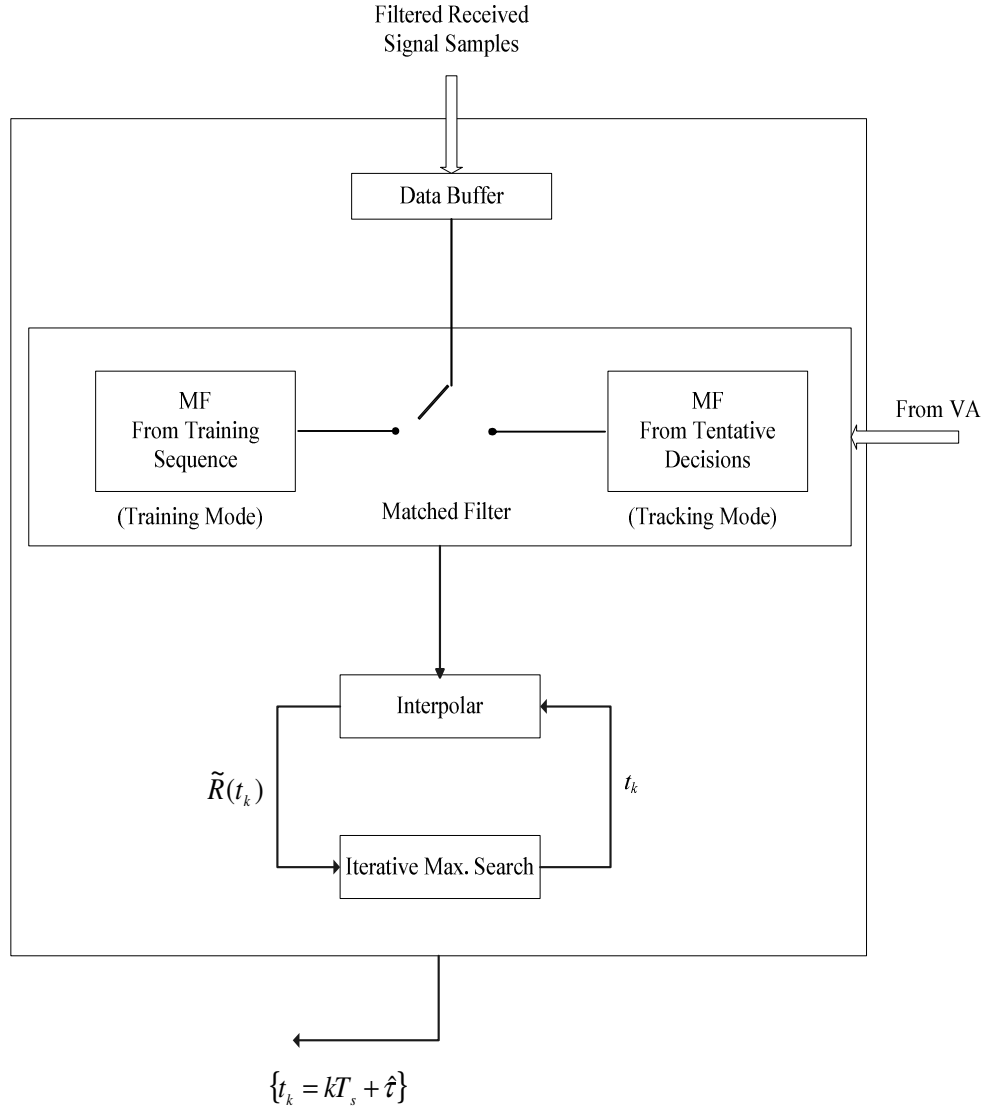 Filtered Received
Signal Samples
Data Buffer
MF
From Training
Sequence
(Training Mode)
Matched Filter
MF
From Tentative
Decisions
(Tracking Mode)
From VA
Interpolar
R̃(t_k)
t_k
Iterative Max. Search
{t_k = kT_s + τ̂}